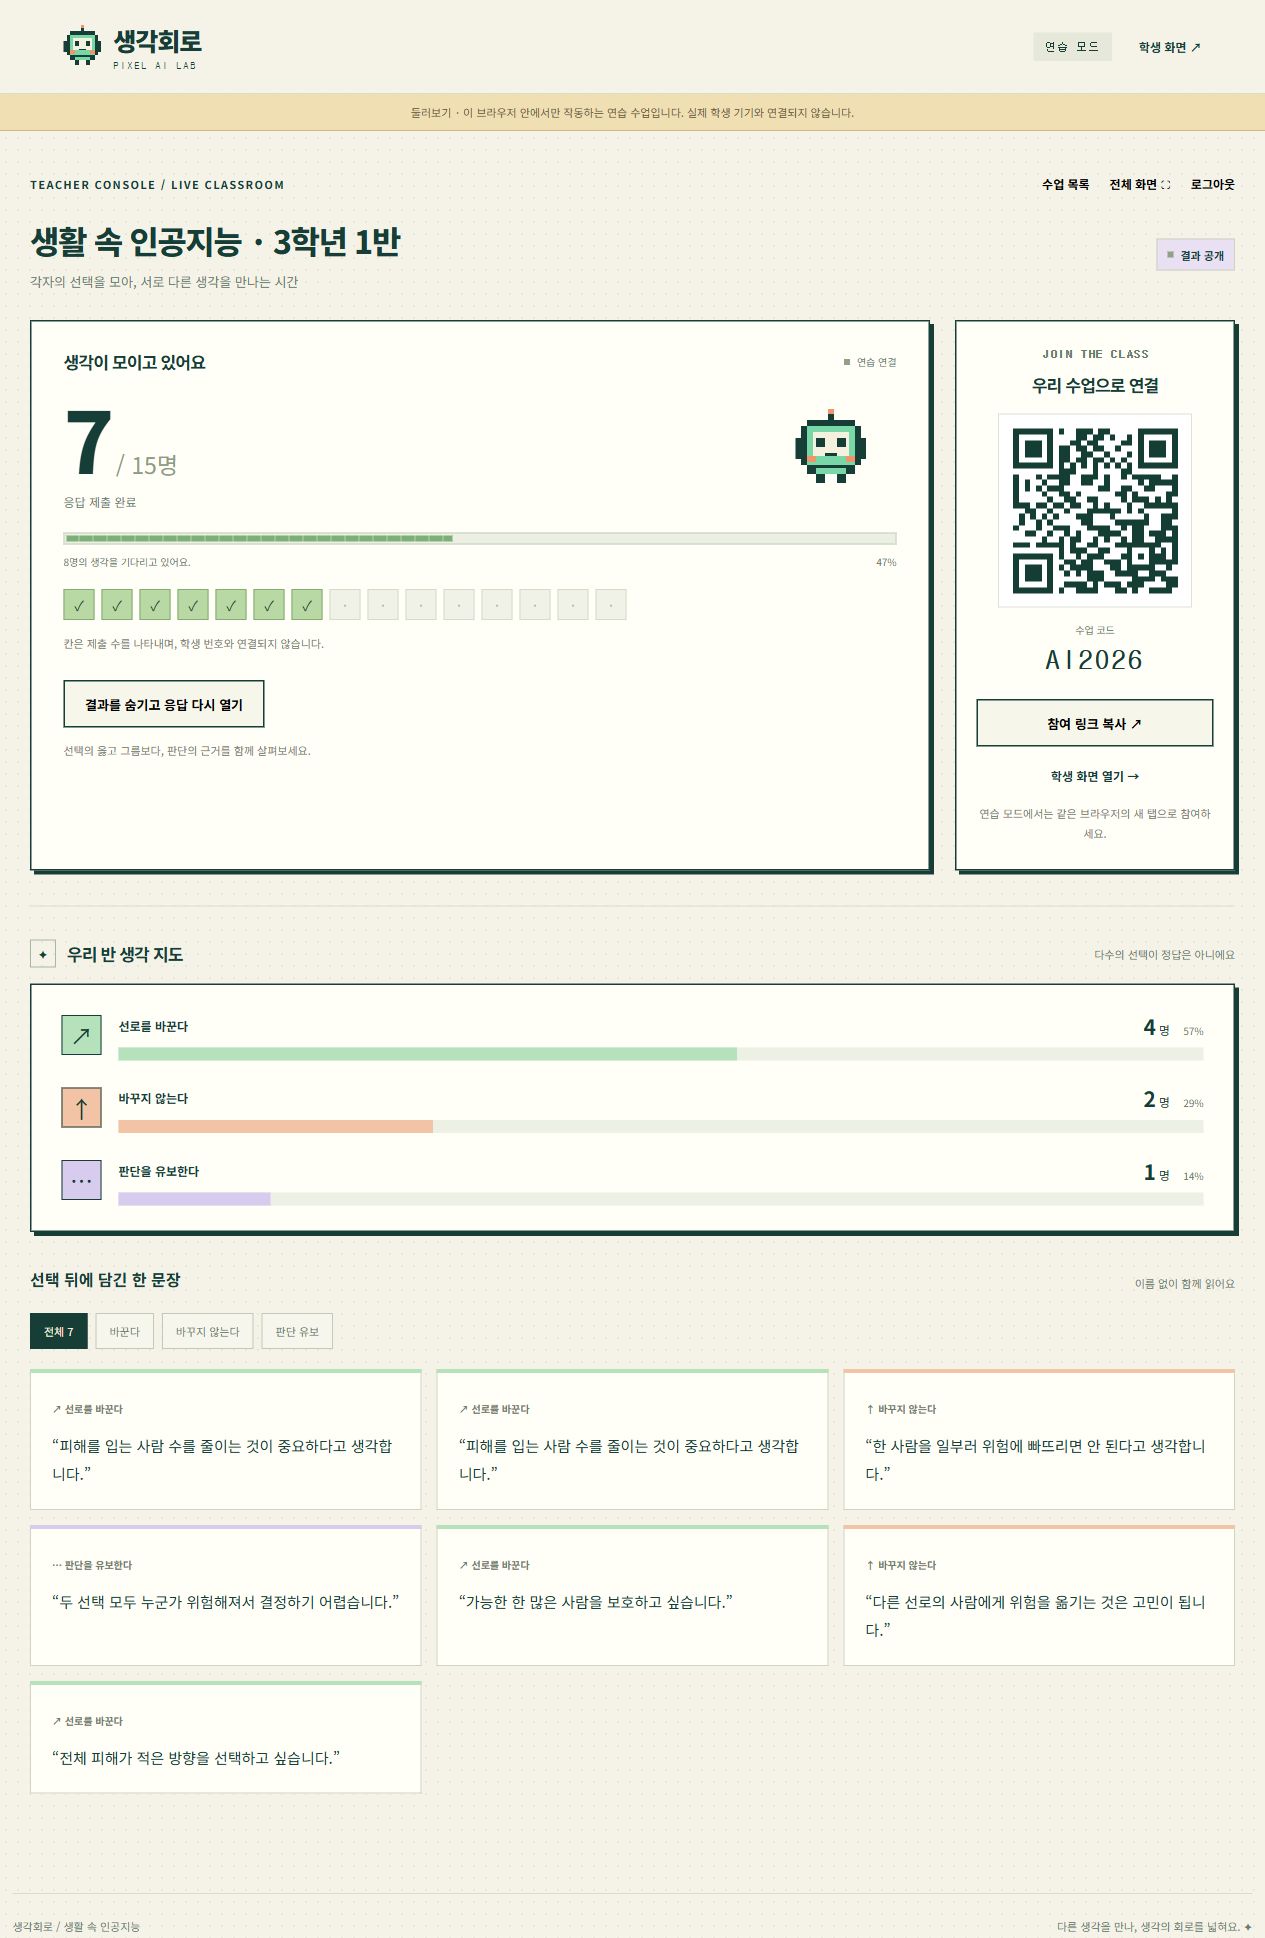 생각회로
PIXEL AI LAB
연습 모드
학생 화면 ↗
둘러보기 · 이 브라우저 안에서만 작동하는 연습 수업입니다. 실제 학생 기기와 연결되지 않습니다.
TEACHER CONSOLE / LIVE CLASSROOM
수업 목록
전체 화면 ⛶
로그아웃
생활 속 인공지능 · 3학년 1반
각자의 선택을 모아, 서로 다른 생각을 만나는 시간
결과 공개
생각이 모이고 있어요
연습 연결
7 / 15명
응답 제출 완료
8명의 생각을 기다리고 있어요.
47%
✓ ✓ ✓ ✓ ✓ ✓ ✓ · · · · · · · ·
칸은 제출 수를 나타내며, 학생 번호와 연결되지 않습니다.
결과를 숨기고 응답 다시 열기
선택의 옳고 그름보다, 판단의 근거를 함께 살펴보세요.
JOIN THE CLASS
우리 수업으로 연결
수업 코드
AI2026
참여 링크 복사 ↗
학생 화면 열기 →
연습 모드에서는 같은 브라우저의 새 탭으로 참여하
세요.
✦ 우리 반 생각 지도
다수의 선택이 정답은 아니에요
↗ 선로를 바꾼다 4 명 57%
↑ 바꾸지 않는다 2 명 29%
··· 판단을 유보한다 1 명 14%
선택 뒤에 담긴 한 문장
이름 없이 함께 읽어요
전체 7
바꾼다
바꾸지 않는다
판단 유보
↗ 선로를 바꾼다
“피해를 입는 사람 수를 줄이는 것이 중요하다고 생각합
니다.”
↗ 선로를 바꾼다
“피해를 입는 사람 수를 줄이는 것이 중요하다고 생각합
니다.”
↑ 바꾸지 않는다
“한 사람을 일부러 위험에 빠뜨리면 안 된다고 생각합니
다.”
··· 판단을 유보한다
“두 선택 모두 누군가 위험해져서 결정하기 어렵습니다.”
↗ 선로를 바꾼다
“가능한 한 많은 사람을 보호하고 싶습니다.”
↑ 바꾸지 않는다
“다른 선로의 사람에게 위험을 옮기는 것은 고민이 됩니
다.”
↗ 선로를 바꾼다
“전체 피해가 적은 방향을 선택하고 싶습니다.”
생각회로 / 생활 속 인공지능
다른 생각을 만나, 생각의 회로를 넓혀요. ✦